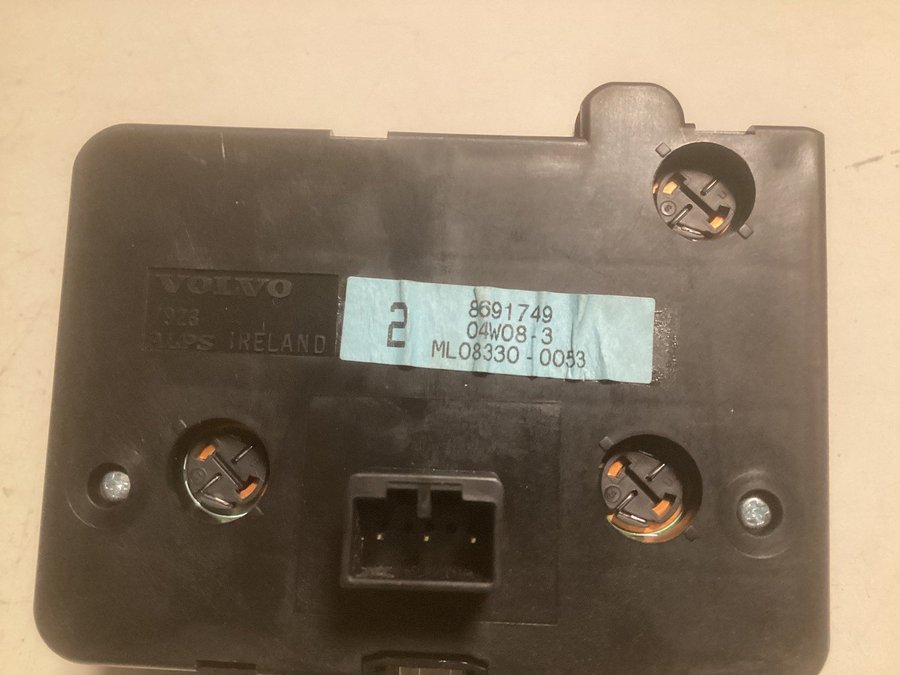 VOLVO
ALPS IRELAND
2
8691749
04W08-3
ML08330-0053